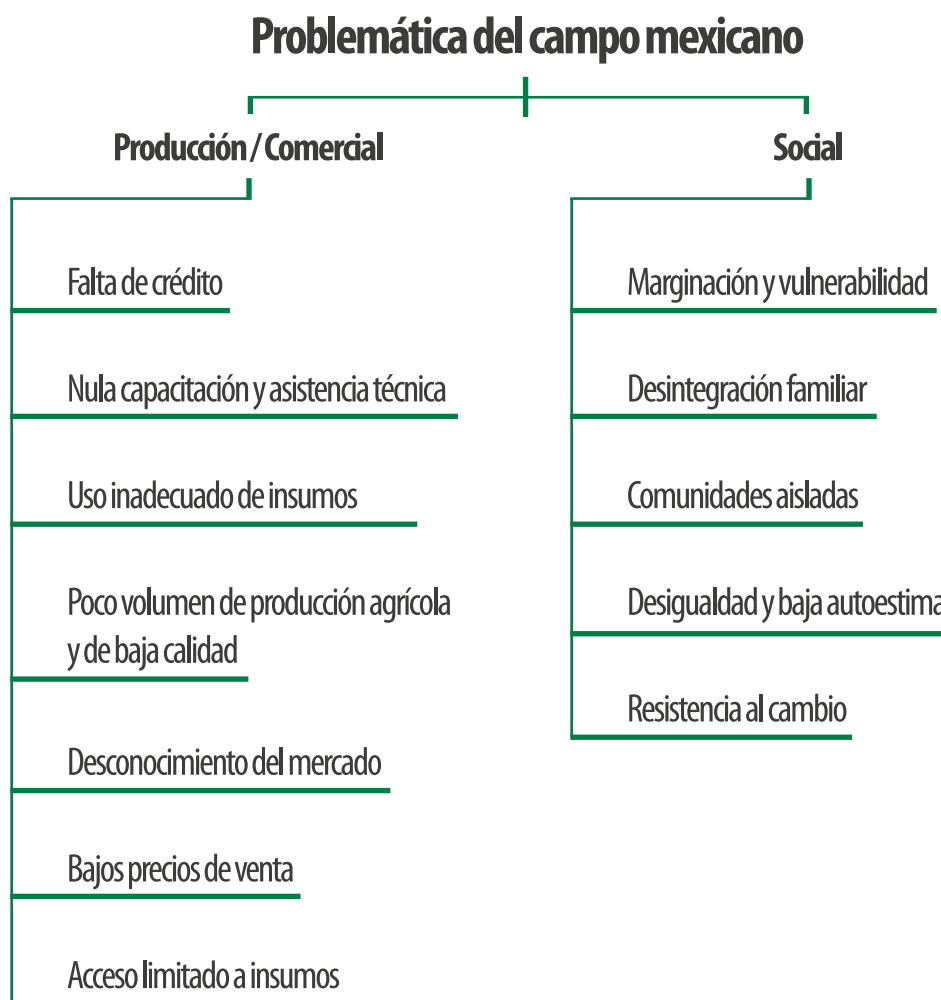 Problemática del campo mexicano
Producción / Comercial
Falta de crédito
Nula capacitación y asistencia técnica
Uso inadecuado de insumos
Poco volumen de producción agrícola
y de baja calidad
Desconocimiento del mercado
Bajos precios de venta
Acceso limitado a insumos
Social
Marginación y vulnerabilidad
Desintegración familiar
Comunidades aisladas
Desigualdad y baja autoestima
Resistencia al cambio